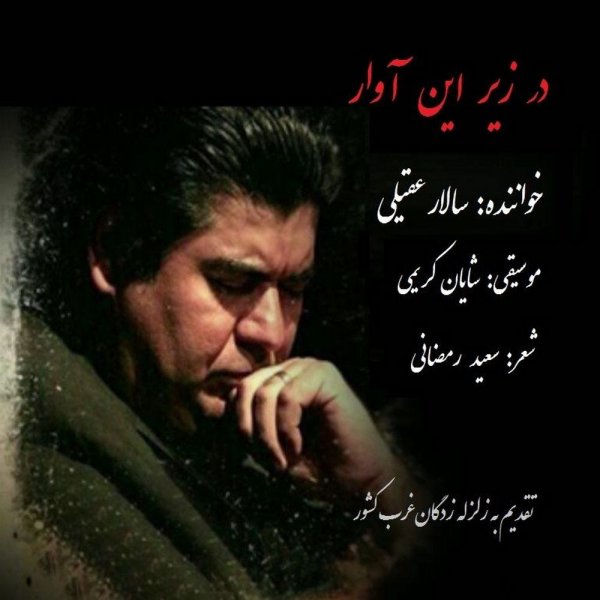 در زیر این آوار
خواننده: سالار عقیلی
موسیقی: شایان کریمی
شعر: سعید رمضانی
تقدیم به زلزله زدگان غرب کشور